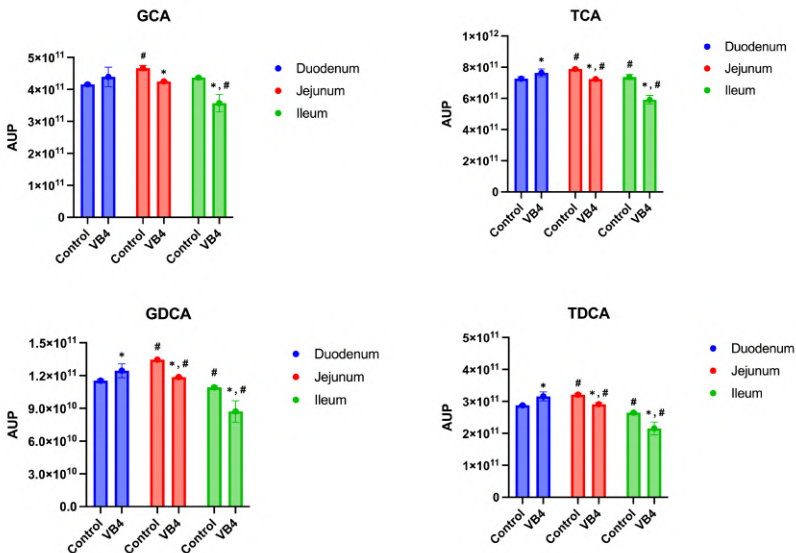 GCA
AUP
5×10¹¹
4×10¹¹
3×10¹¹
2×10¹¹
1×10¹¹
0
#
*
*, #
Control
VB4
Control
VB4
Control
VB4
Duodenum
Jejunum
Ileum
TCA
AUP
1×10¹²
8×10¹¹
6×10¹¹
4×10¹¹
2×10¹¹
0
*
#
*, #
#
*, #
Control
VB4
Control
VB4
Control
VB4
Duodenum
Jejunum
Ileum
GDCA
AUP
1.5×10¹¹
1.2×10¹¹
9.0×10¹⁰
6.0×10¹⁰
3.0×10¹⁰
0.0
*
#
*, #
#
*, #
Control
VB4
Control
VB4
Control
VB4
Duodenum
Jejunum
Ileum
TDCA
AUP
5×10¹¹
4×10¹¹
3×10¹¹
2×10¹¹
1×10¹¹
0
*
#
*, #
#
*, #
Control
VB4
Control
VB4
Control
VB4
Duodenum
Jejunum
Ileum